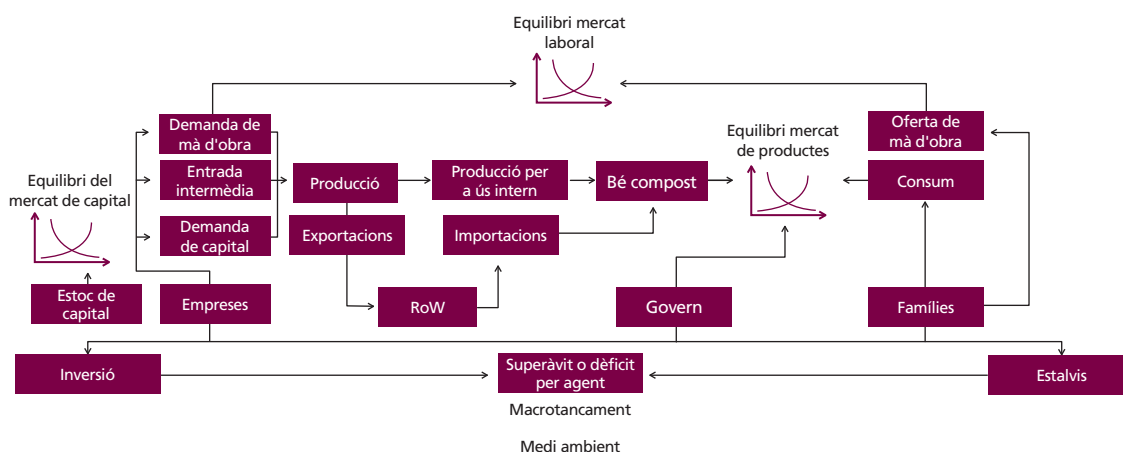 Equilibri mercat
laboral
Demanda de
mà d'obra
Oferta de
mà d'obra
Equilibri mercat
de productes
Entrada
intermèdia
Producció
Producció per
a ús intern
Bé compost
Consum
Equilibri del
mercat de capital
Demanda
de capital
Exportacions
Importacions
Estoc de
capital
Empreses
RoW
Govern
Famílies
Inversió
Superàvit o dèficit
per agent
Estalvis
Macrotancament
Medi ambient